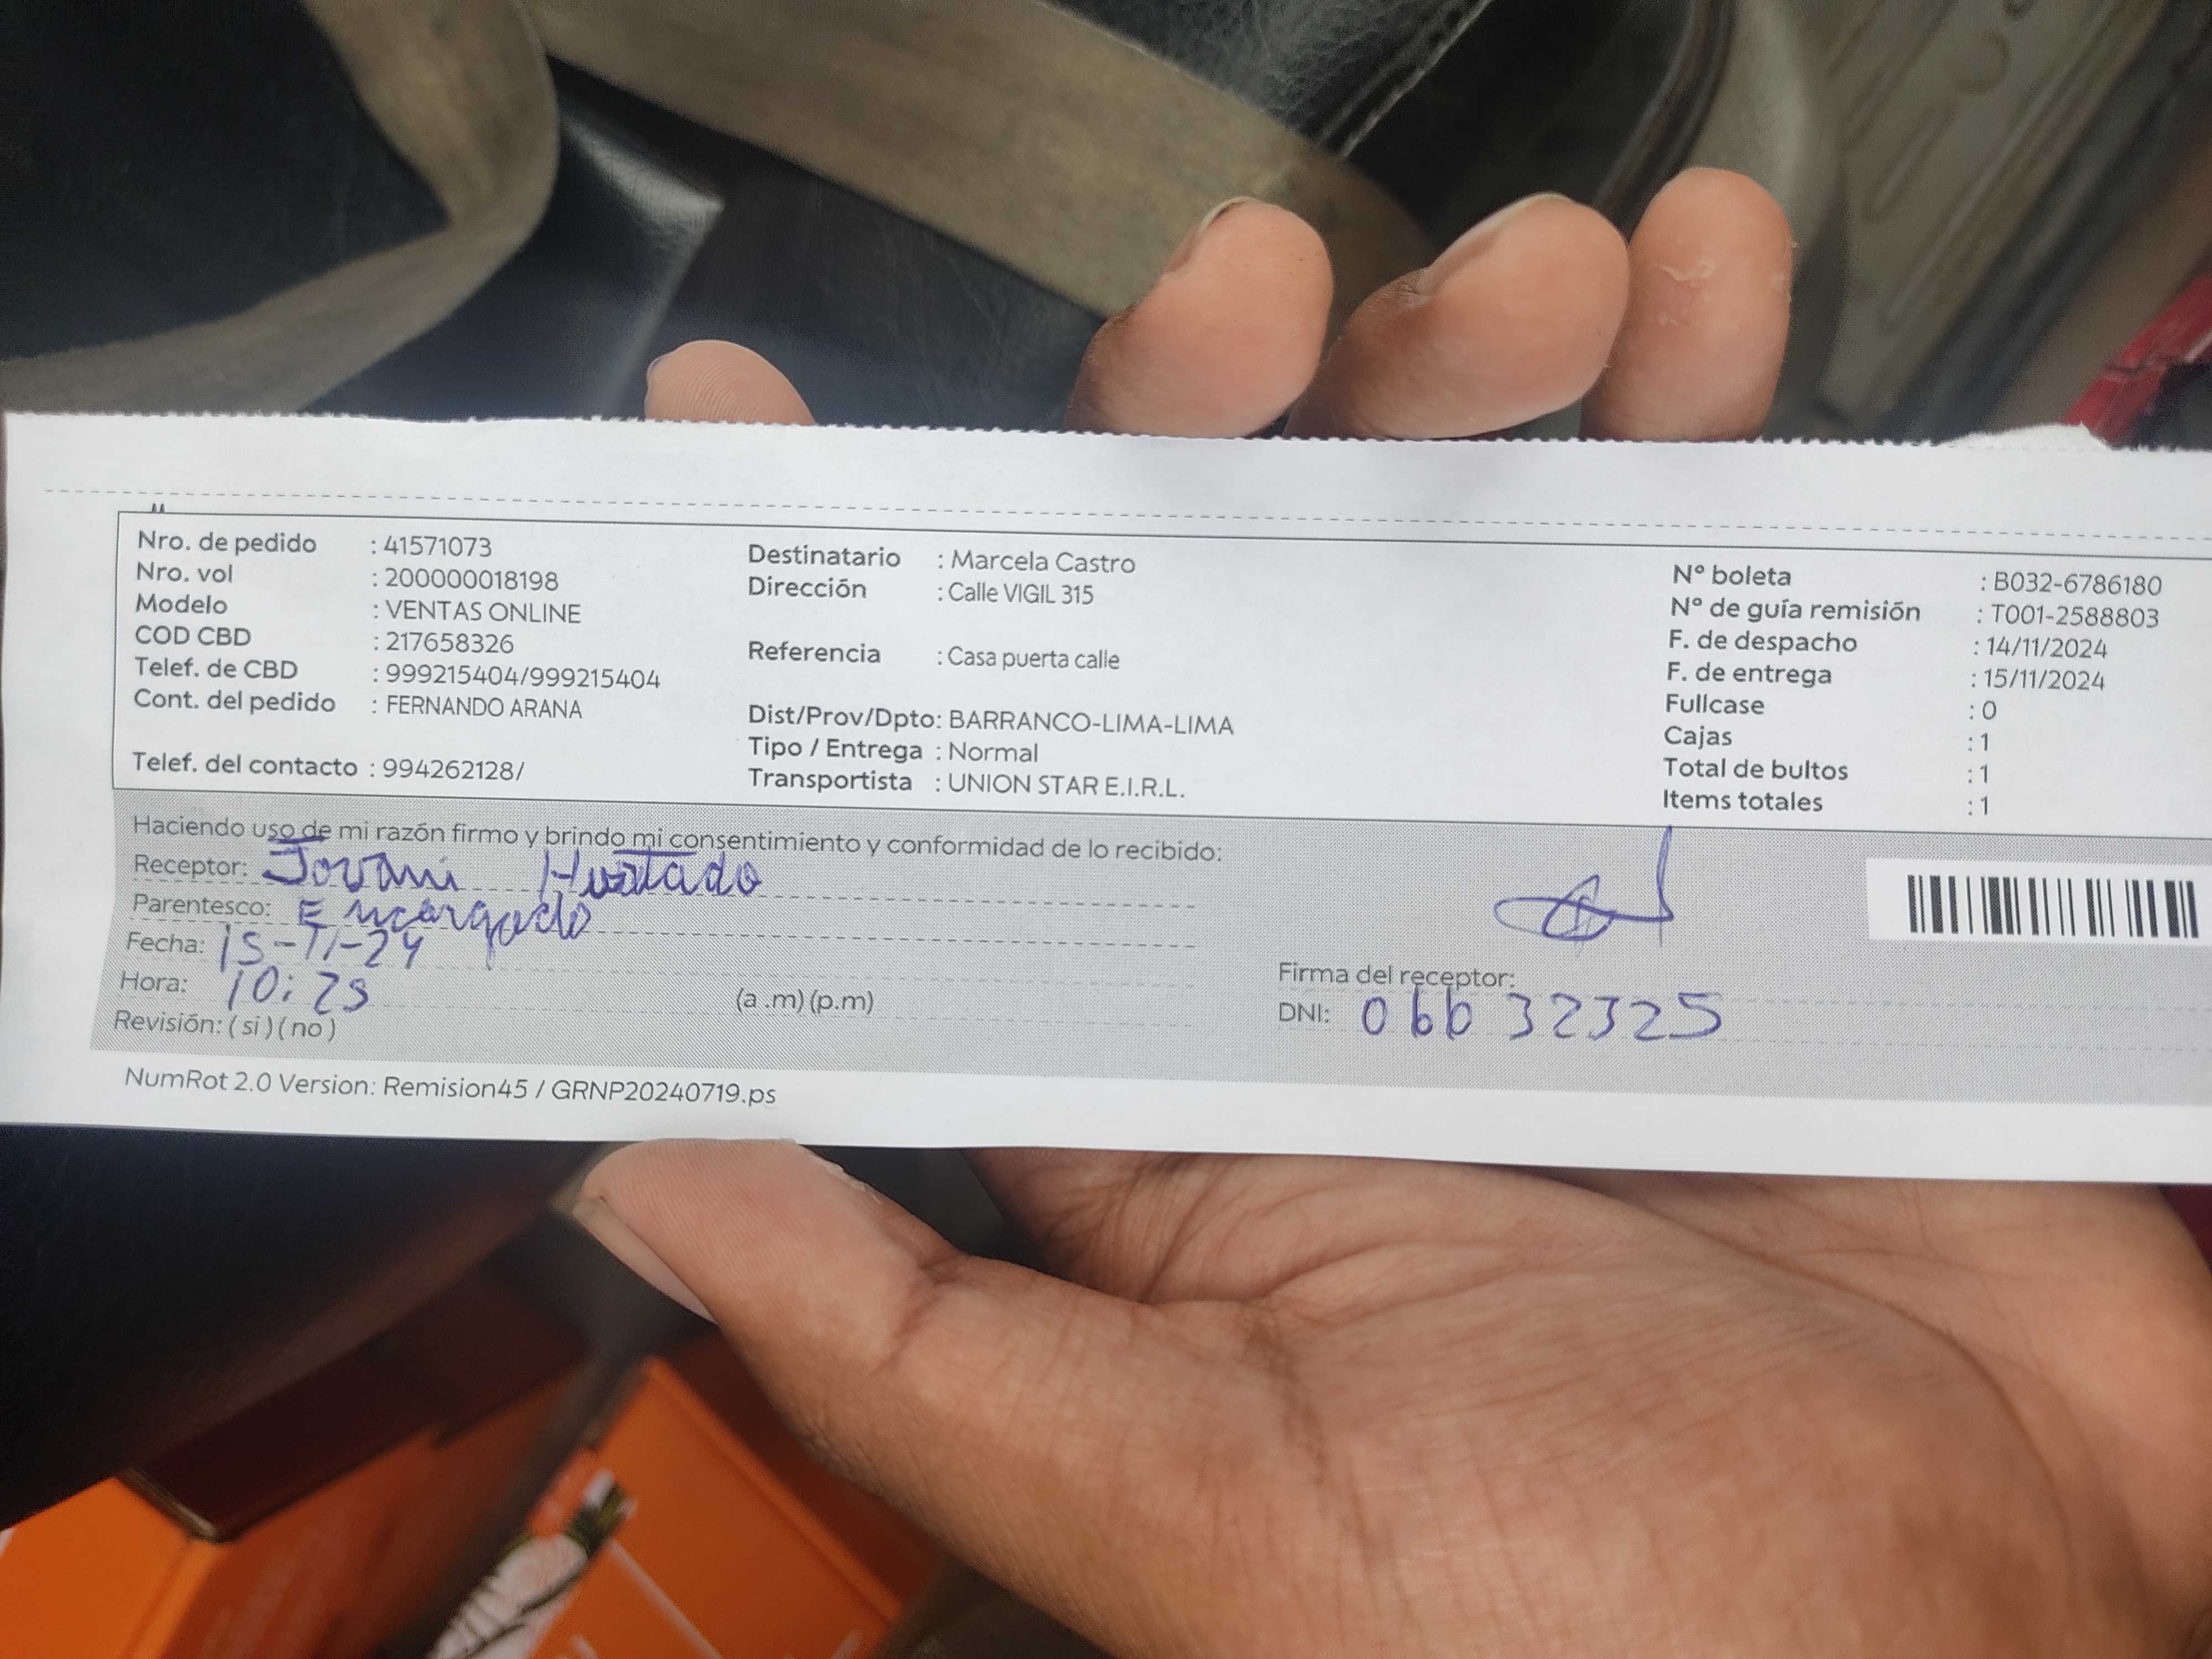 Nro. de pedido : 41571073
Nro. vol : 200000018198
Modelo : VENTAS ONLINE
COD CBD : 217658326
Telef. de CBD : 999215404/999215404
Cont. del pedido : FERNANDO ARANA
Telef. del contacto : 994262128/
Destinatario : Marcela Castro
Dirección : Calle VIGIL 315
Referencia : Casa puerta calle
Dist/Prov/Dpto: BARRANCO-LIMA-LIMA
Tipo / Entrega : Normal
Transportista : UNION STAR E.I.R.L.
N° boleta : B032-6786180
N° de guía remisión : T001-2588803
F. de despacho : 14/11/2024
F. de entrega : 15/11/2024
Fullcase : 0
Cajas : 1
Total de bultos : 1
Items totales : 1
Haciendo uso de mi razón firmo y brindo mi consentimiento y conformidad de lo recibido:
Receptor: Jovani Hurtado
Parentesco: Encargado
Fecha: 15-11-24
Hora: 10:25 (a .m) (p.m)
Revisión: ( si ) ( no )
Firma del receptor:
DNI: 06632325
NumRot 2.0 Version: Remision45 / GRNP20240719.ps